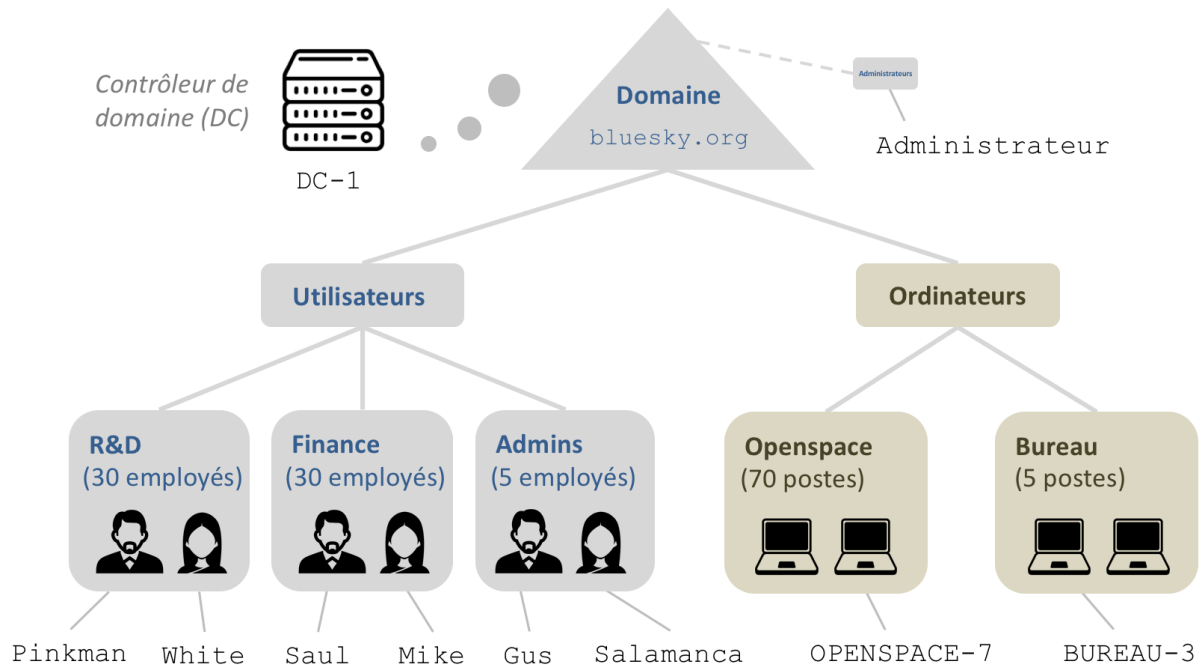 Contrôleur de
domaine (DC)
DC-1
Domaine
bluesky.org
Administrateurs
Administrateur
Utilisateurs
Ordinateurs
R&D
(30 employés)
Finance
(30 employés)
Admins
(5 employés)
Openspace
(70 postes)
Bureau
(5 postes)
Pinkman
White
Saul
Mike
Gus
Salamanca
OPENSPACE-7
BUREAU-3